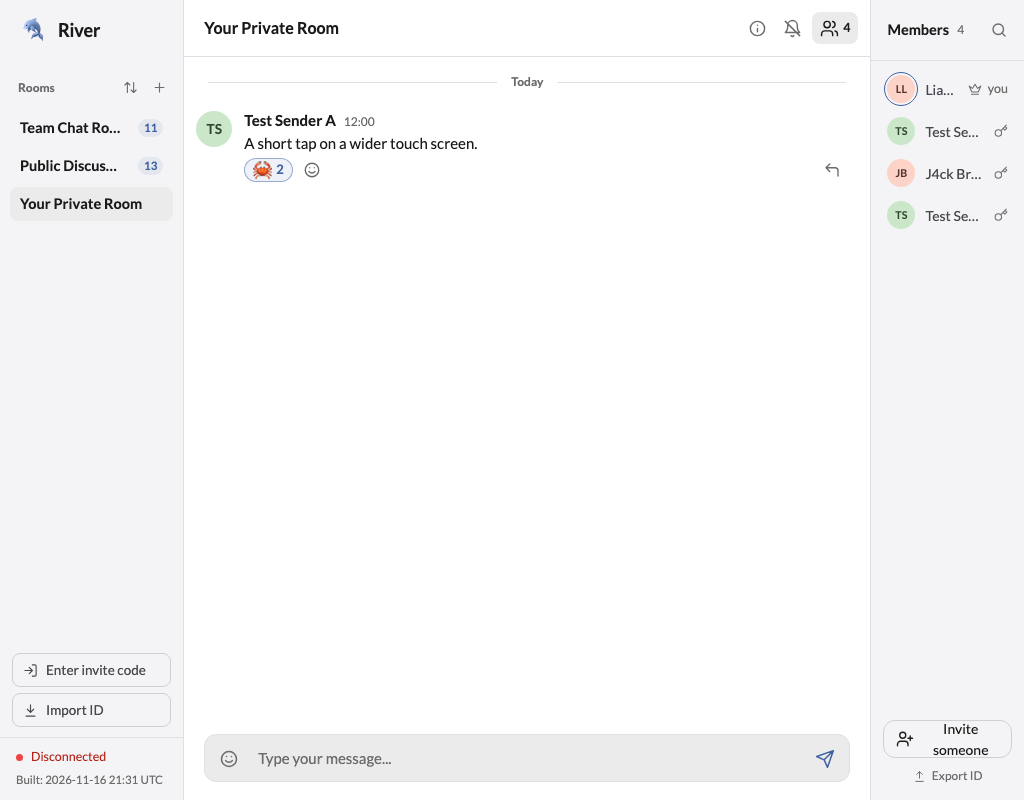 River
Rooms
Team Chat Ro... 11
Public Discus... 13
Your Private Room
Enter invite code
Import ID
Disconnected
Built: 2026-11-16 21:31 UTC
Your Private Room
4
Today
TS
Test Sender A 12:00
A short tap on a wider touch screen.
2
Type your message...
Members 4
LL Lia... you
TS Test Se...
JB J4ck Br...
TS Test Se...
Invite
someone
Export ID